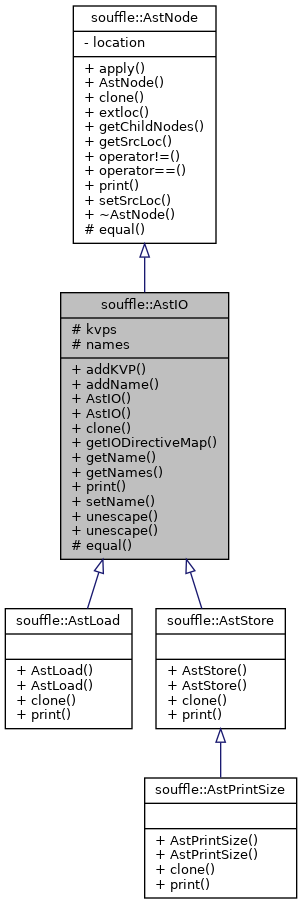 souffle::AstNode
- location
+ apply()
+ AstNode()
+ clone()
+ extloc()
+ getChildNodes()
+ getSrcLoc()
+ operator!=()
+ operator==()
+ print()
+ setSrcLoc()
+ ~AstNode()
# equal()
souffle::AstIO
# kvps
# names
+ addKVP()
+ addName()
+ AstIO()
+ AstIO()
+ clone()
+ getIODirectiveMap()
+ getName()
+ getNames()
+ print()
+ setName()
+ unescape()
+ unescape()
# equal()
souffle::AstLoad
+ AstLoad()
+ AstLoad()
+ clone()
+ print()
souffle::AstStore
+ AstStore()
+ AstStore()
+ clone()
+ print()
souffle::AstPrintSize
+ AstPrintSize()
+ AstPrintSize()
+ clone()
+ print()